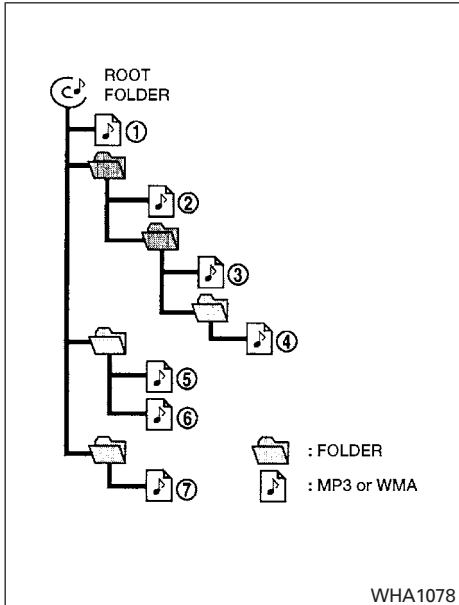 ROOT
FOLDER
①
②
③
④
⑤
⑥
⑦
: FOLDER
: MP3 or WMA
WHA1078